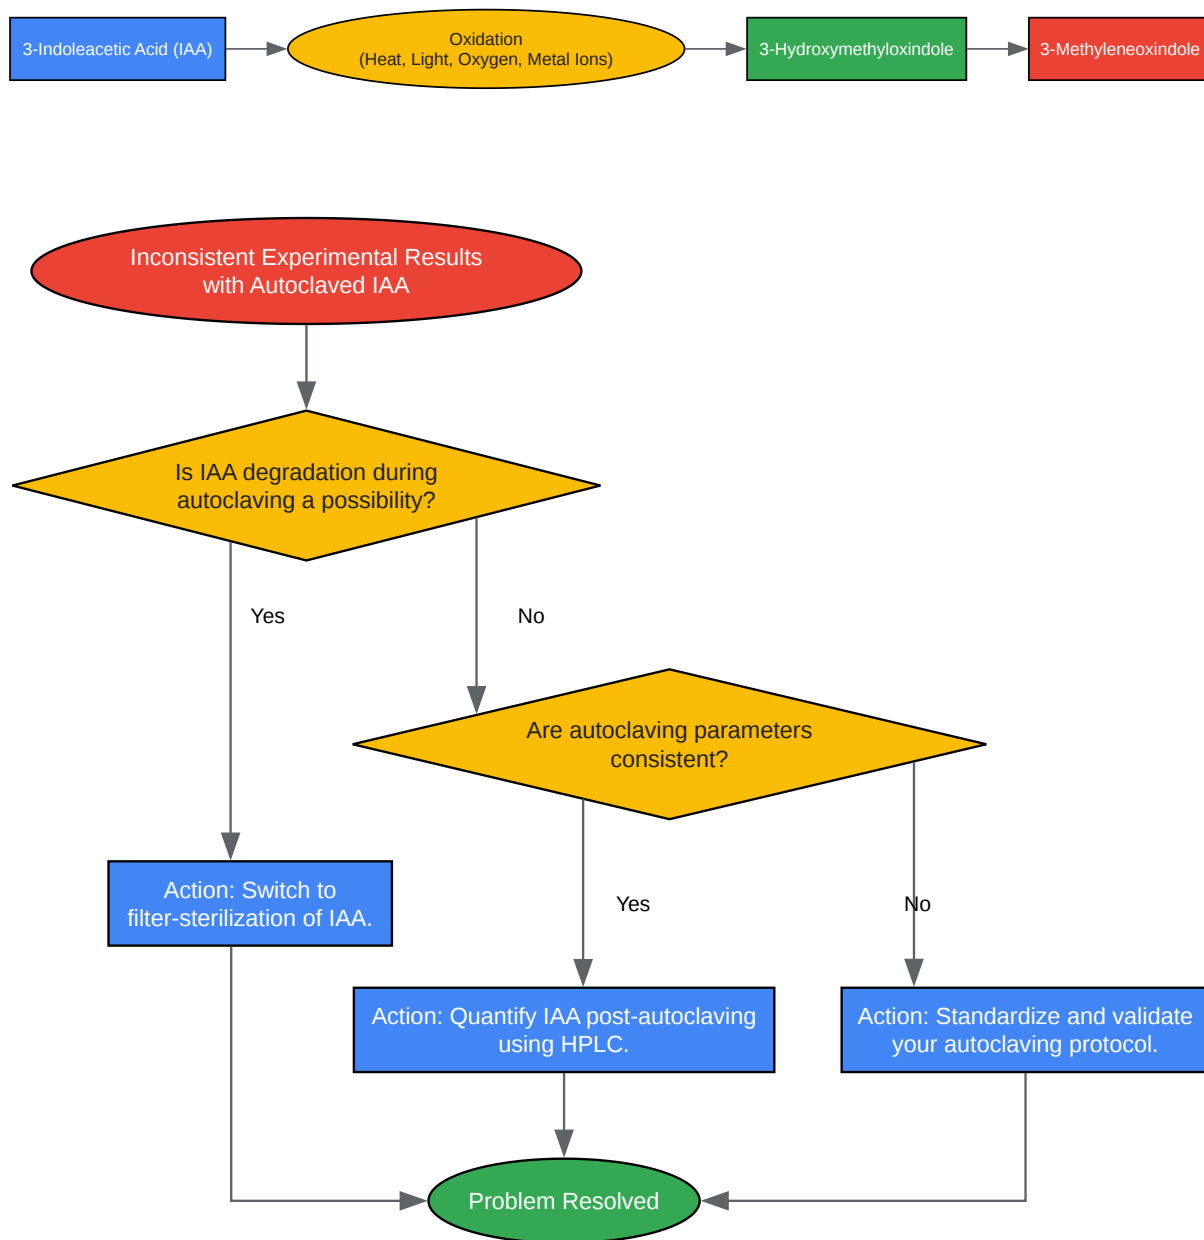 3-Indoleacetic Acid (IAA)
Oxidation
(Heat, Light, Oxygen, Metal Ions)
3-Hydroxymethyloxindole
3-Methyleneoxindole
Inconsistent Experimental Results
with Autoclaved IAA
Is IAA degradation during
autoclaving a possibility?
Yes
No
Are autoclaving parameters
consistent?
Action: Switch to
filter-sterilization of IAA.
Yes
No
Action: Quantify IAA post-autoclaving
using HPLC.
Action: Standardize and validate
your autoclaving protocol.
Problem Resolved